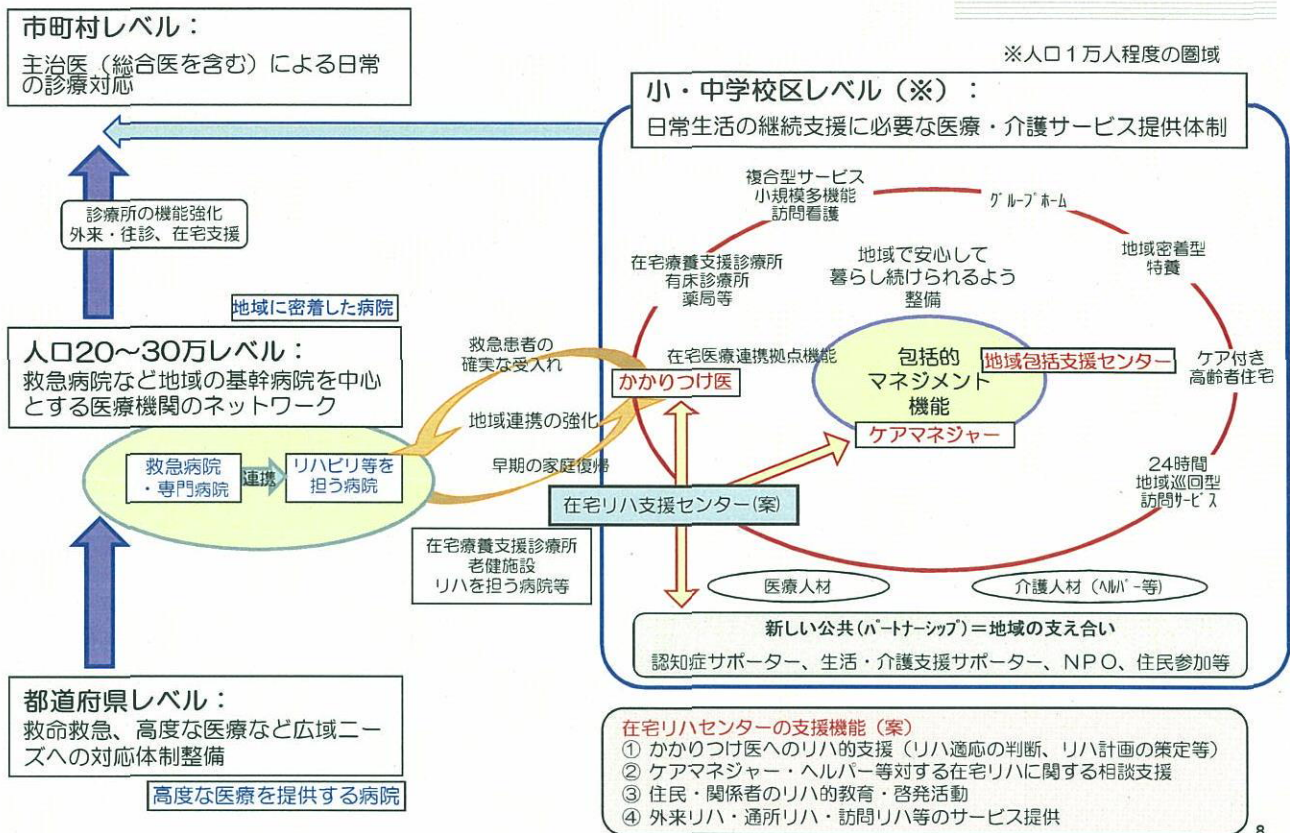 市町村レベル：
主治医（総合医を含む）による日常
の診療対応
※人口１万人程度の圏域
小・中学校区レベル（※）：
日常生活の継続支援に必要な医療・介護サービス提供体制
診療所の機能強化
外来・往診、在宅支援
複合型サービス
小規模多機能
訪問看護
ｸﾞﾙｰﾌﾟﾎｰﾑ
地域密着型
特養
在宅療養支援診療所
有床診療所
薬局等
地域で安心して
暮らし続けられるよう
整備
地域に密着した病院
人口20～30万レベル：
救急病院など地域の基幹病院を中心
とする医療機関のネットワーク
救急患者の
確実な受入れ
在宅医療連携拠点機能
かかりつけ医
包括的
マネジメント
機能
地域包括支援センター
ケアマネジャー
ケア付き
高齢者住宅
地域連携の強化
早期の家庭復帰
救急病院
・専門病院
連携
リハビリ等を
担う病院
24時間
地域巡回型
訪問ｻｰﾋﾞｽ
在宅リハ支援センター(案)
在宅療養支援診療所
老健施設
リハを担う病院等
医療人材
介護人材（ﾍﾙﾊﾟｰ等）
新しい公共(ﾊﾟｰﾄﾅｰｼｯﾌﾟ)＝地域の支え合い
認知症サポーター、生活・介護支援サポーター、ＮＰＯ、住民参加等
都道府県レベル：
救命救急、高度な医療など広域ニー
ズへの対応体制整備
高度な医療を提供する病院
在宅リハセンターの支援機能（案）
① かかりつけ医へのリハ的支援（リハ適応の判断、リハ計画の策定等）
② ケアマネジャー・ヘルパー等対する在宅リハに関する相談支援
③ 住民・関係者のリハ的教育・啓発活動
④ 外来リハ・通所リハ・訪問リハ等のサービス提供
8